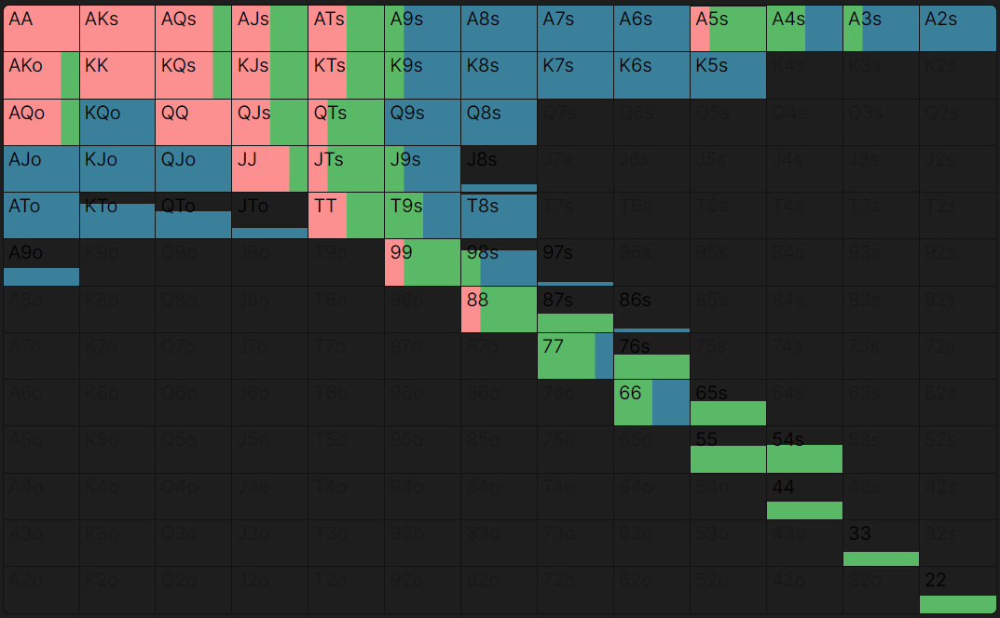 AA AKs AQs AJs ATs A9s A8s A7s A6s A5s A4s A3s A2s
AKo KK KQs KJs KTs K9s K8s K7s K6s K5s K4s K3s K2s
AQo KQo QQ QJs QTs Q9s Q8s Q7s Q6s Q5s Q4s Q3s Q2s
AJo KJo QJo JJ JTs J9s J8s J7s J6s J5s J4s J3s J2s
ATo KTo QTo JTo TT T9s T8s T7s T6s T5s T4s T3s T2s
A9o K9o Q9o J9o T9o 99 98s 97s 96s 95s 94s 93s 92s
A8o K8o Q8o J8o T8o 98o 88 87s 86s 85s 84s 83s 82s
A7o K7o Q7o J7o T7o 97o 87o 77 76s 75s 74s 73s 72s
A6o K6o Q6o J6o T6o 96o 86o 76o 66 65s 64s 63s 62s
A5o K5o Q5o J5o T5o 95o 85o 75o 65o 55 54s 53s 52s
A4o K4o Q4o J4o T4o 94o 84o 74o 64o 54o 44 43s 42s
A3o K3o Q3o J3o T3o 93o 83o 73o 63o 53o 43o 33 32s
A2o K2o Q2o J2o T2o 92o 82o 72o 62o 52o 42o 32o 22